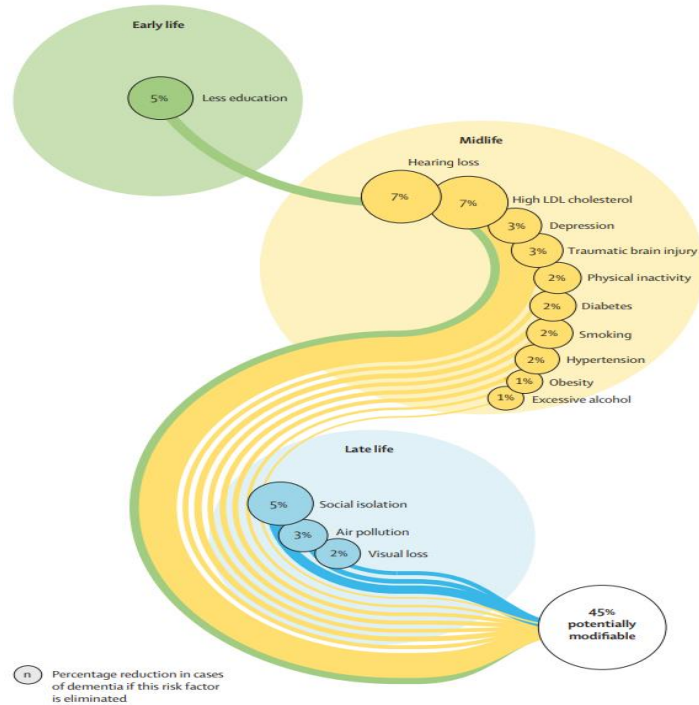 Early life
5%
Less education
Midlife
Hearing loss
7%
7%
High LDL cholesterol
3%
Depression
3%
Traumatic brain injury
2%
Physical inactivity
2%
Diabetes
2%
Smoking
2%
Hypertension
1%
Obesity
1%
Excessive alcohol
Late life
5%
Social isolation
3%
Air pollution
2%
Visual loss
45%
potentially
modifiable
n
Percentage reduction in cases
of dementia if this risk factor
is eliminated